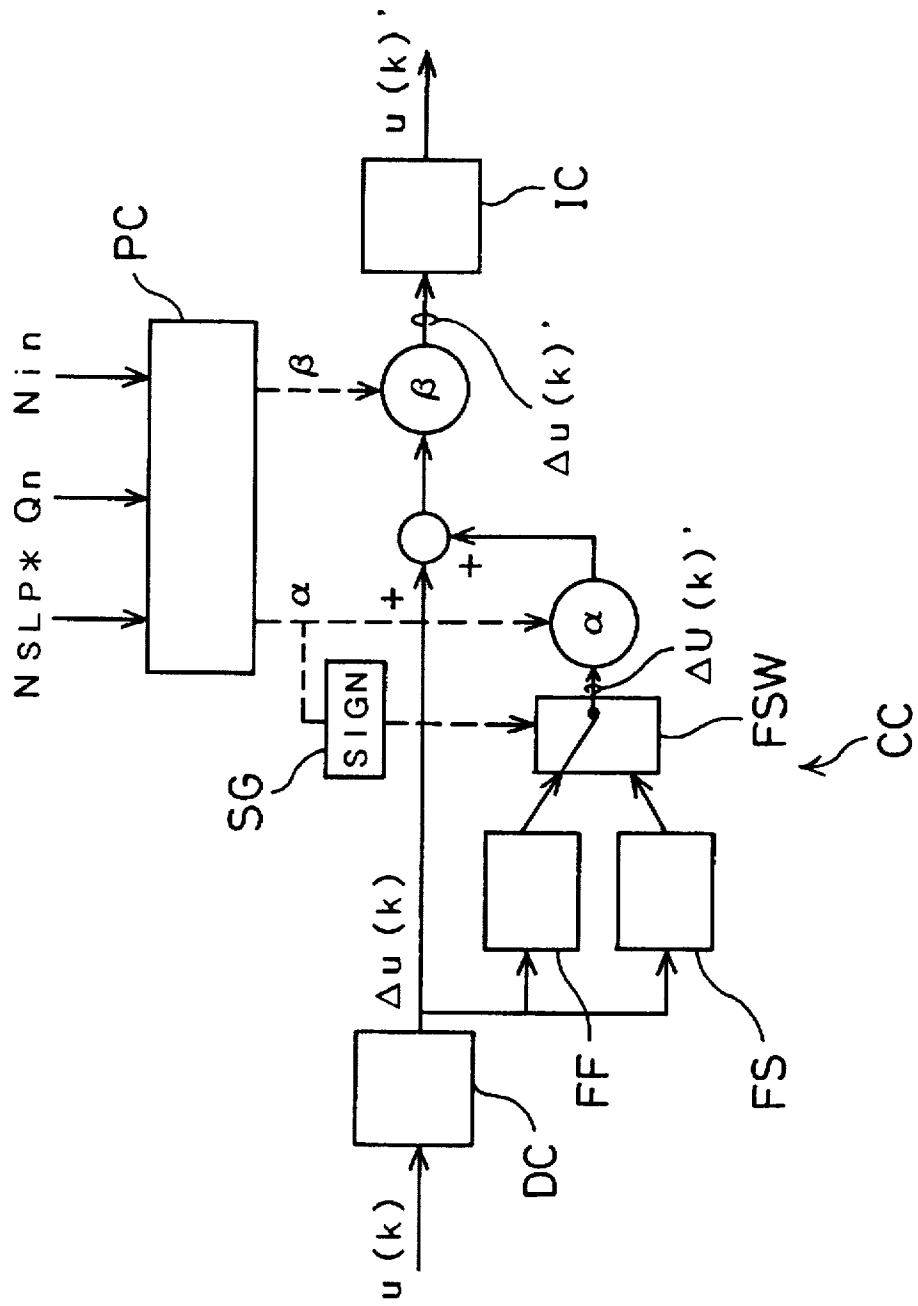 NSLP* Qn Nin
PC
α
β
SG
SIGN
u(k)
DC
Δu(k)
+
+
β
Δu(k)'
IC
u(k)'
FF
FS
FSW
α
ΔU(k)'
CC